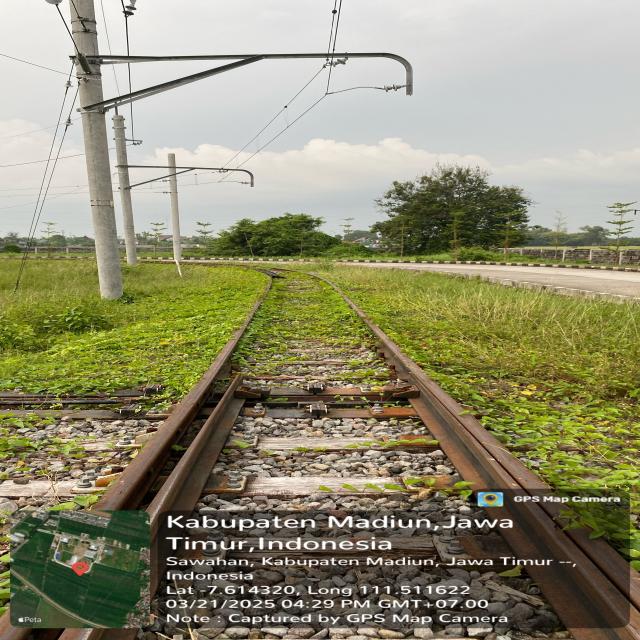 GPS Map Camera
Kabupaten Madiun,Jawa
Timur,Indonesia
Sawahan, Kabupaten Madiun, Jawa Timur --,
Indonesia
Lat -7.614320, Long 111.511622
03/21/2025 04:29 PM GMT+07.00
Note : Captured by GPS Map Camera
Peta